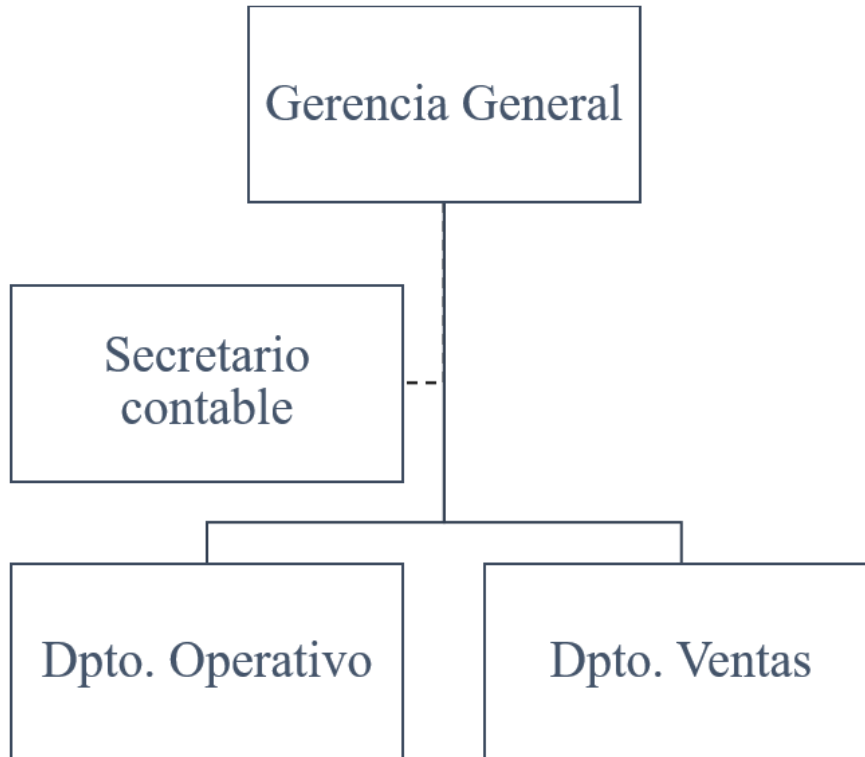 Gerencia General
Secretario
contable
Dpto. Operativo
Dpto. Ventas